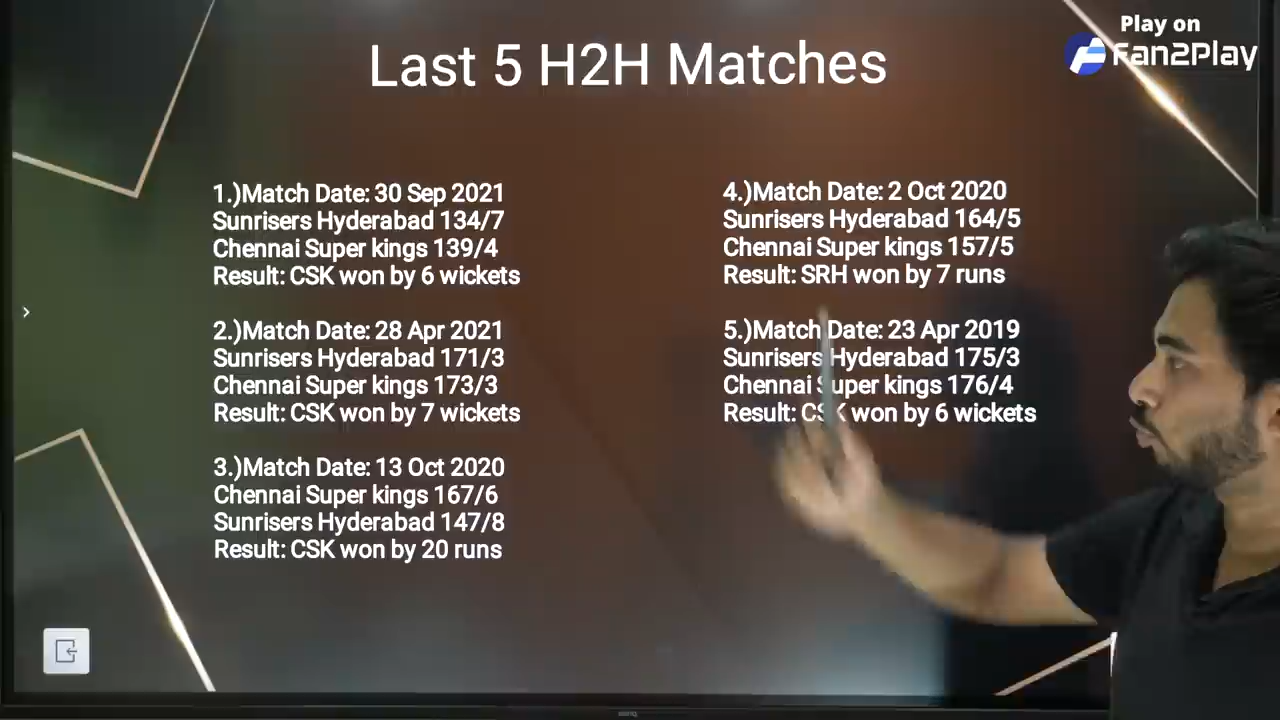 Play on
Fan2Play
Last 5 H2H Matches
1.)Match Date: 30 Sep 2021
Sunrisers Hyderabad 134/7
Chennai Super kings 139/4
Result: CSK won by 6 wickets
2.)Match Date: 28 Apr 2021
Sunrisers Hyderabad 171/3
Chennai Super kings 173/3
Result: CSK won by 7 wickets
3.)Match Date: 13 Oct 2020
Chennai Super kings 167/6
Sunrisers Hyderabad 147/8
Result: CSK won by 20 runs
4.)Match Date: 2 Oct 2020
Sunrisers Hyderabad 164/5
Chennai Super kings 157/5
Result: SRH won by 7 runs
5.)Match Date: 23 Apr 2019
Sunrisers Hyderabad 175/3
Chennai Super kings 176/4
Result: CSK won by 6 wickets